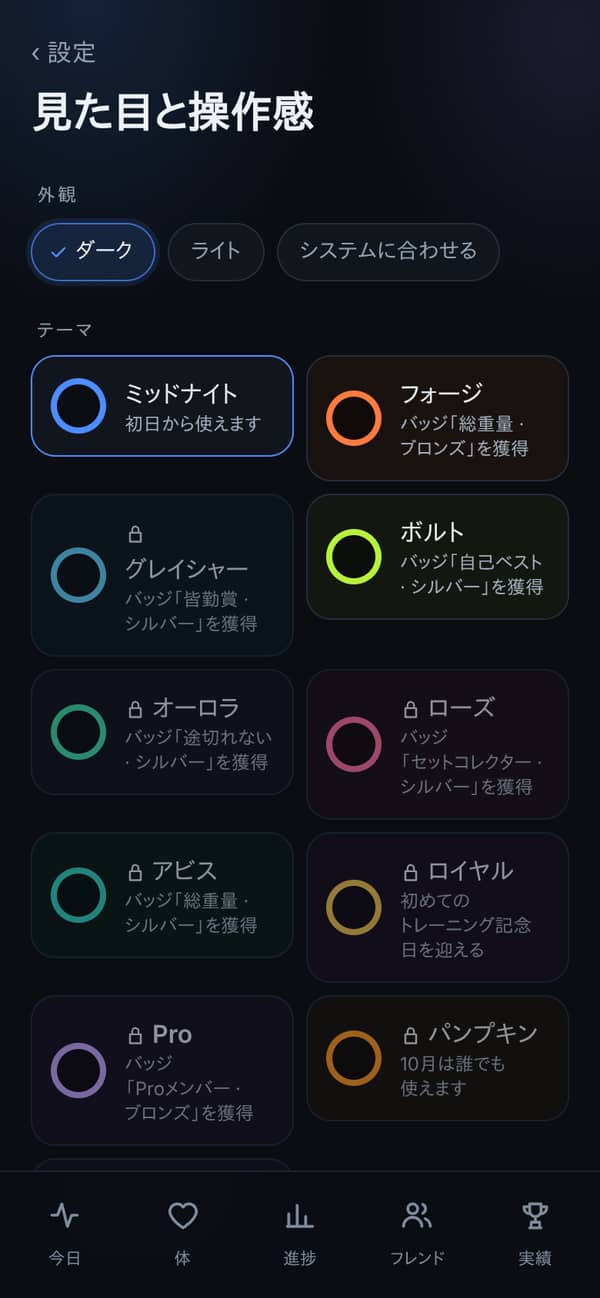 ‹ 設定
見た目と操作感
外観
✓ ダーク
ライト
システムに合わせる
テーマ
ミッドナイト
初日から使えます
フォージ
バッジ「総重量・
ブロンズ」を獲得
グレイシャー
バッジ「皆勤賞・
シルバー」を獲得
ボルト
バッジ「自己ベスト
・シルバー」を獲得
オーロラ
バッジ「途切れない
・シルバー」を獲得
ローズ
バッジ
「セットコレクター・
シルバー」を獲得
アビス
バッジ「総重量・
シルバー」を獲得
ロイヤル
初めての
トレーニング記念
日を迎える
Pro
バッジ
「Proメンバー・
ブロンズ」を獲得
パンプキン
10月は誰でも
使えます
今日
体
進捗
フレンド
実績